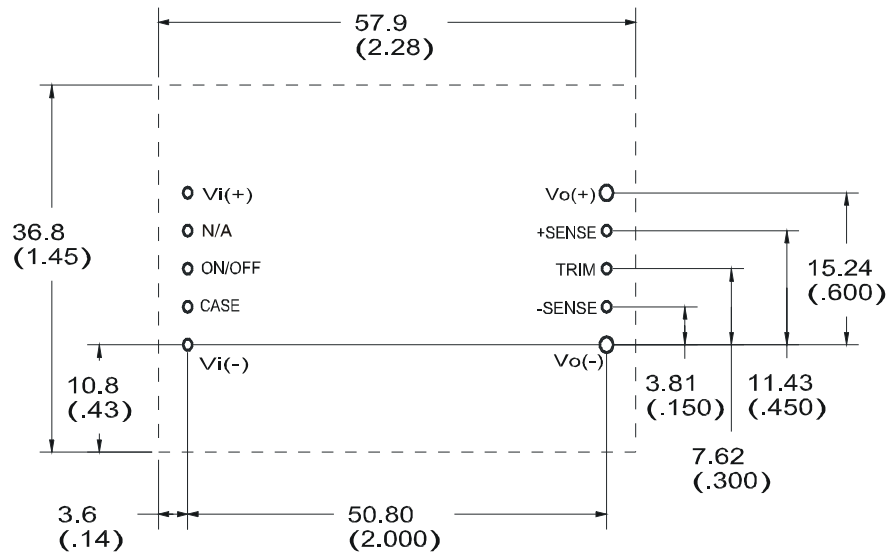 57.9
(2.28)
Vi(+)
Vo(+)
N/A
+SENSE
36.8
(1.45)
ON/OFF
TRIM
15.24
(.600)
CASE
-SENSE
Vi(-)
Vo(-)
10.8
(.43)
3.81
(.150)
11.43
(.450)
7.62
(.300)
3.6
(.14)
50.80
(2.000)